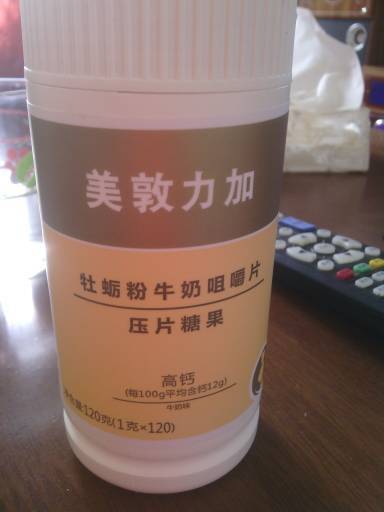 美敦力加
牡蛎粉牛奶咀嚼片
压片糖果
高钙
(每100g平均含钙12g)
牛奶味
净含量:120克(1克×120)